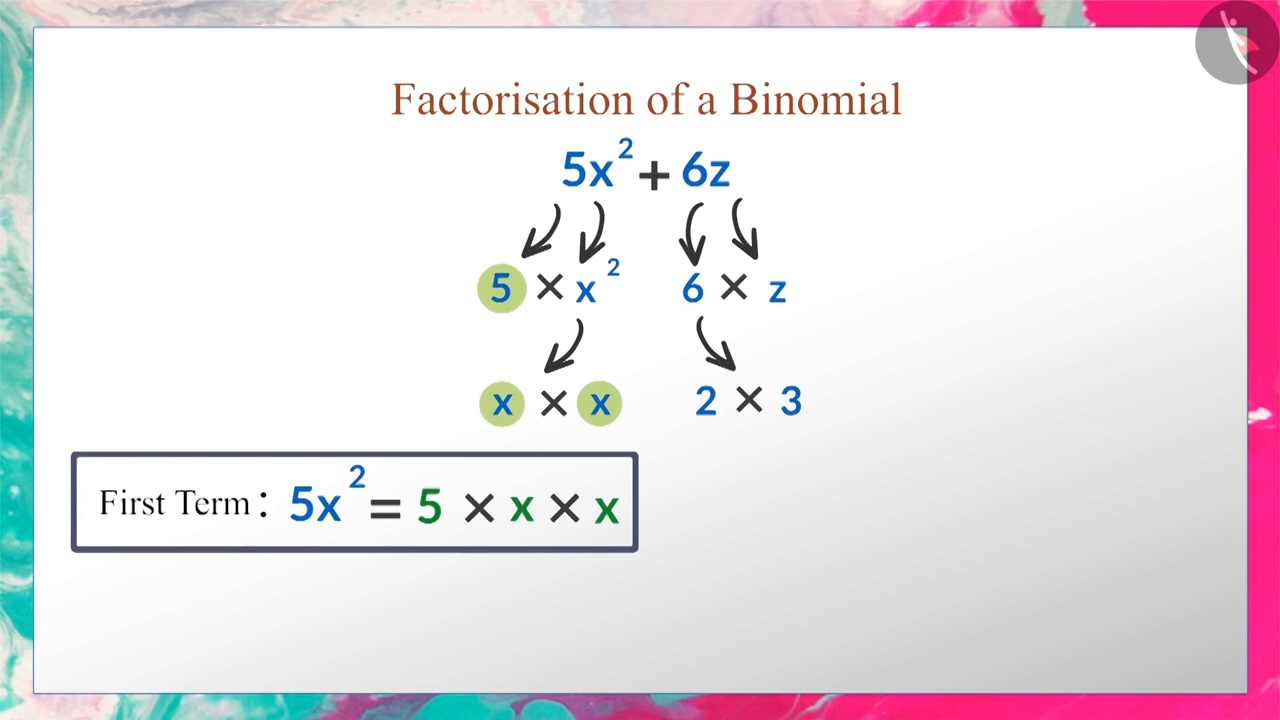 Factorisation of a Binomial
5x² + 6z
5 × x² 6 × z
x × x 2 × 3
First Term : 5x² = 5 × x × x